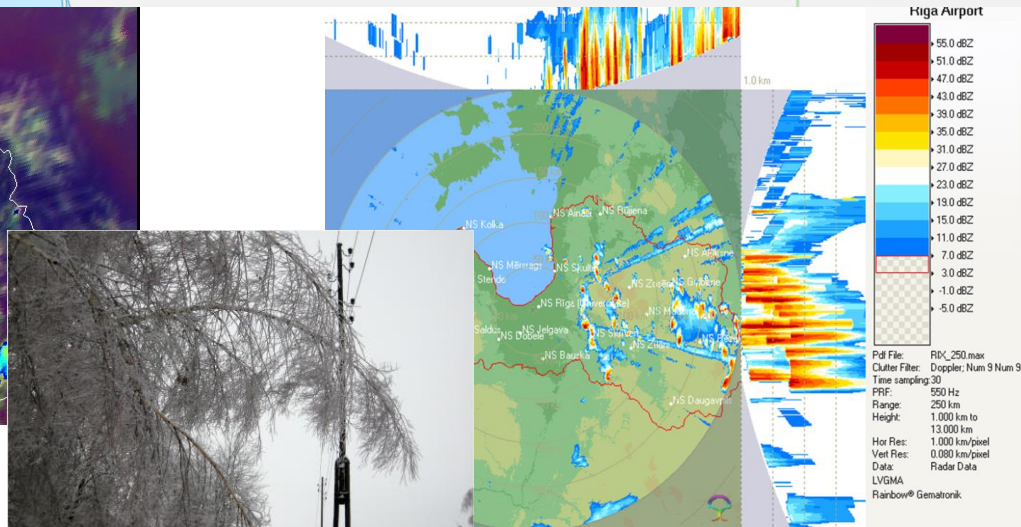 Riga Airport
55.0 dBZ
51.0 dBZ
47.0 dBZ
43.0 dBZ
39.0 dBZ
35.0 dBZ
31.0 dBZ
27.0 dBZ
23.0 dBZ
19.0 dBZ
15.0 dBZ
11.0 dBZ
7.0 dBZ
3.0 dBZ
-1.0 dBZ
-5.0 dBZ
1.0 km
NS Kolka
NS Ainaži
NS Rūjiena
NS Mērsrags
NS Skulte
Stende
NS Alūksne
NS Zosēni
NS Gulbene
NS Rīga (Universitāte)
NS
Saldus
NS Dobele
NS Jelgava
NS Skrīveri
NS Zīlāni
NS
NS Bauska
NS Daugavpils
Pdf File: RIX_250.max
Clutter Filter: Doppler; Num 9 Num 9
Time sampling:30
PRF: 550 Hz
Range: 250 km
Height: 1.000 km to
13.000 km
Hor Res: 1.000 km/pixel
Vert Res: 0.080 km/pixel
Data: Radar Data
LVGMA
Rainbow® Gematronik